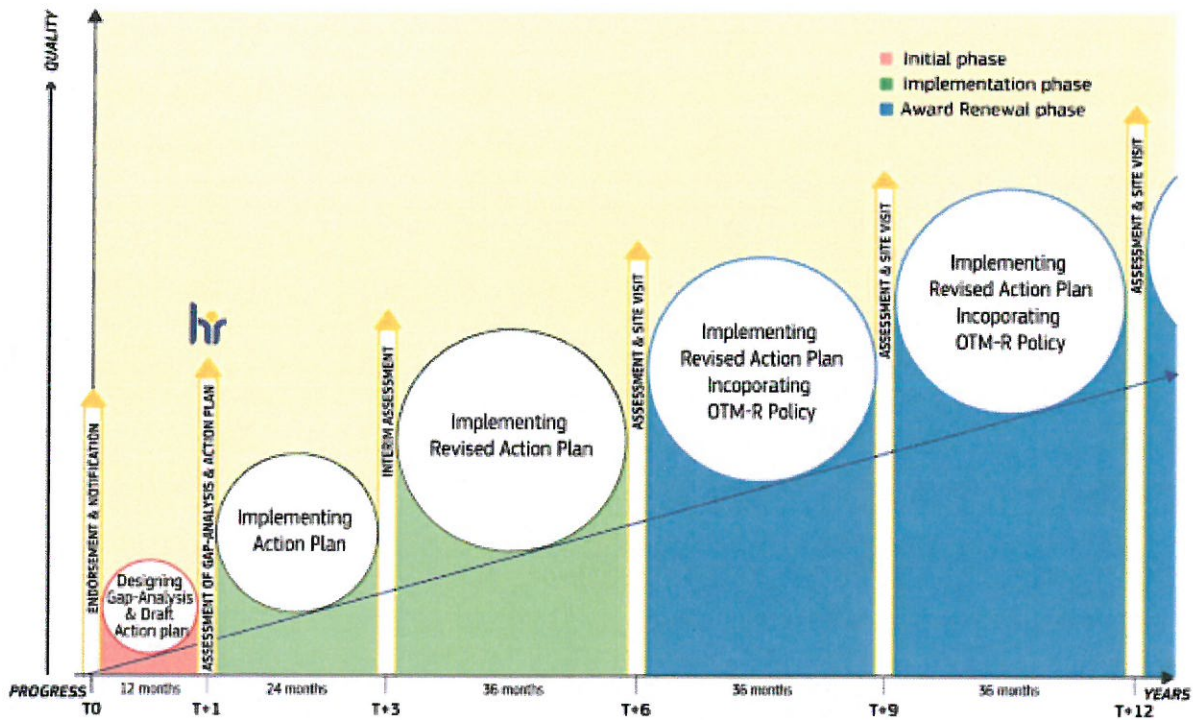 QUALITY
Initial phase
Implementation phase
Award Renewal phase
hr
ENDORSEMENT & NOTIFICATION
Designing
Gap-Analysis
& Draft
Action plan
ASSESSMENT OF GAP-ANALYSIS & ACTION PLAN
Implementing
Action Plan
INTERIM ASSESSMENT
Implementing
Revised Action Plan
ASSESSMENT & SITE VISIT
Implementing
Revised Action Plan
Incoporating
OTM-R Policy
ASSESSMENT & SITE VISIT
Implementing
Revised Action Plan
Incoporating
OTM-R Policy
ASSESSMENT & SITE VISIT
PROGRESS
12 months
24 months
36 months
36 months
36 months
YEARS
T0
T+1
T+3
T+6
T+9
T+12